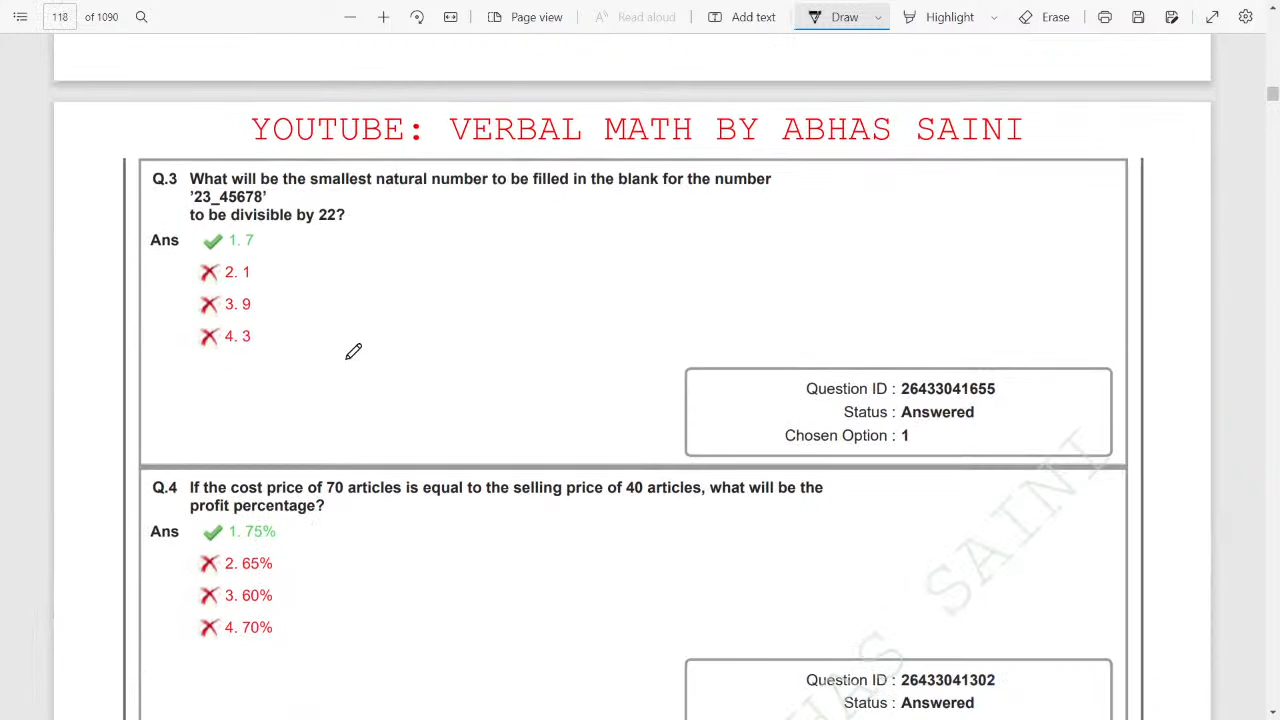 118 of 1090
Page view
Read aloud
Add text
Draw
Highlight
Erase
YOUTUBE: VERBAL MATH BY ABHAS SAINI
Q.3 What will be the smallest natural number to be filled in the blank for the number
'23_45678'
to be divisible by 22?
Ans 1. 7
2. 1
3. 9
4. 3
Question ID : 26433041655
Status : Answered
Chosen Option : 1
Q.4 If the cost price of 70 articles is equal to the selling price of 40 articles, what will be the
profit percentage?
Ans 1. 75%
2. 65%
3. 60%
4. 70%
Question ID : 26433041302
Status : Answered
HAS SAINI